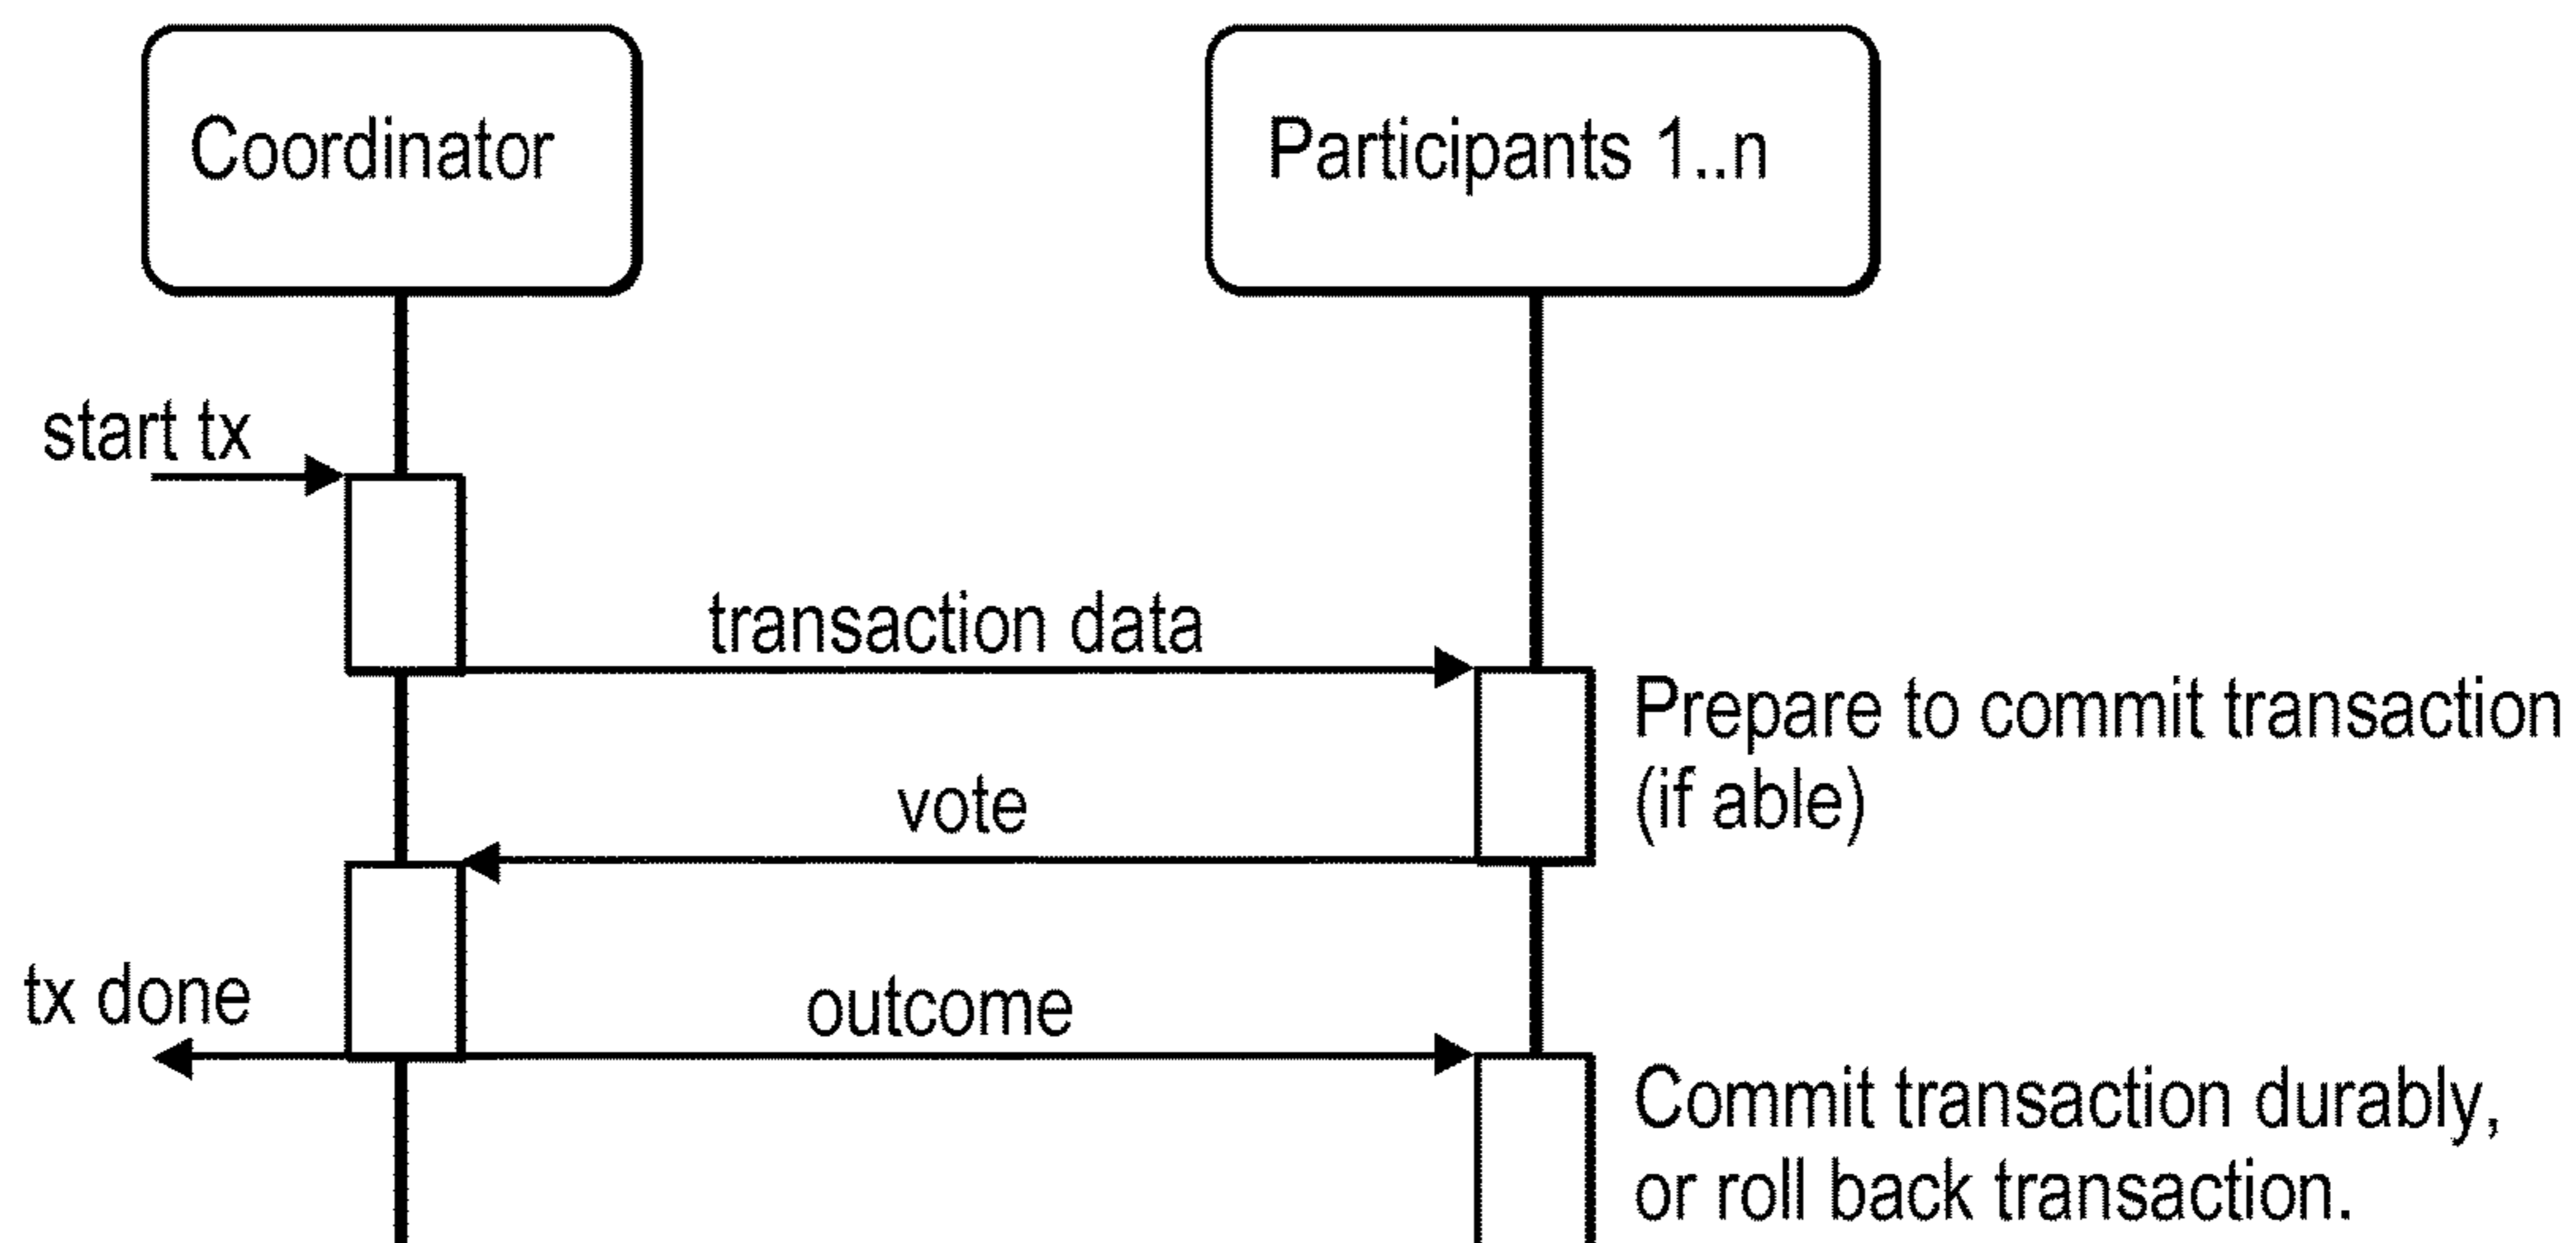 Coordinator
Participants 1..n
start tx
transaction data
Prepare to commit transaction
(if able)
vote
tx done
outcome
Commit transaction durably,
or roll back transaction.